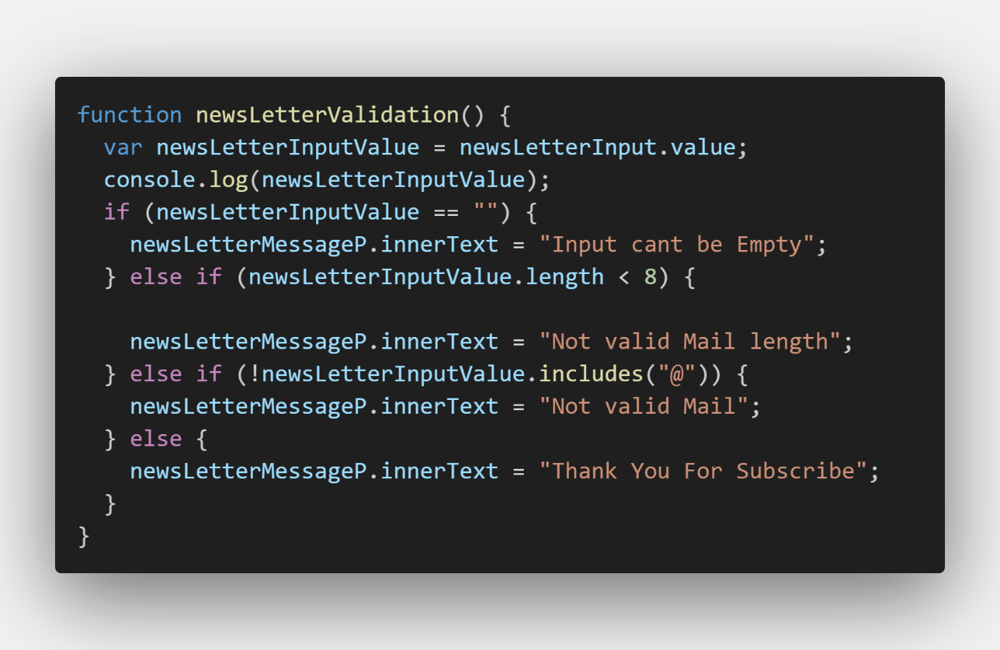 function newsLetterValidation() {
  var newsLetterInputValue = newsLetterInput.value;
  console.log(newsLetterInputValue);
  if (newsLetterInputValue == "") {
    newsLetterMessageP.innerText = "Input cant be Empty";
  } else if (newsLetterInputValue.length < 8) {

    newsLetterMessageP.innerText = "Not valid Mail length";
  } else if (!newsLetterInputValue.includes("@")) {
    newsLetterMessageP.innerText = "Not valid Mail";
  } else {
    newsLetterMessageP.innerText = "Thank You For Subscribe";
  }
}